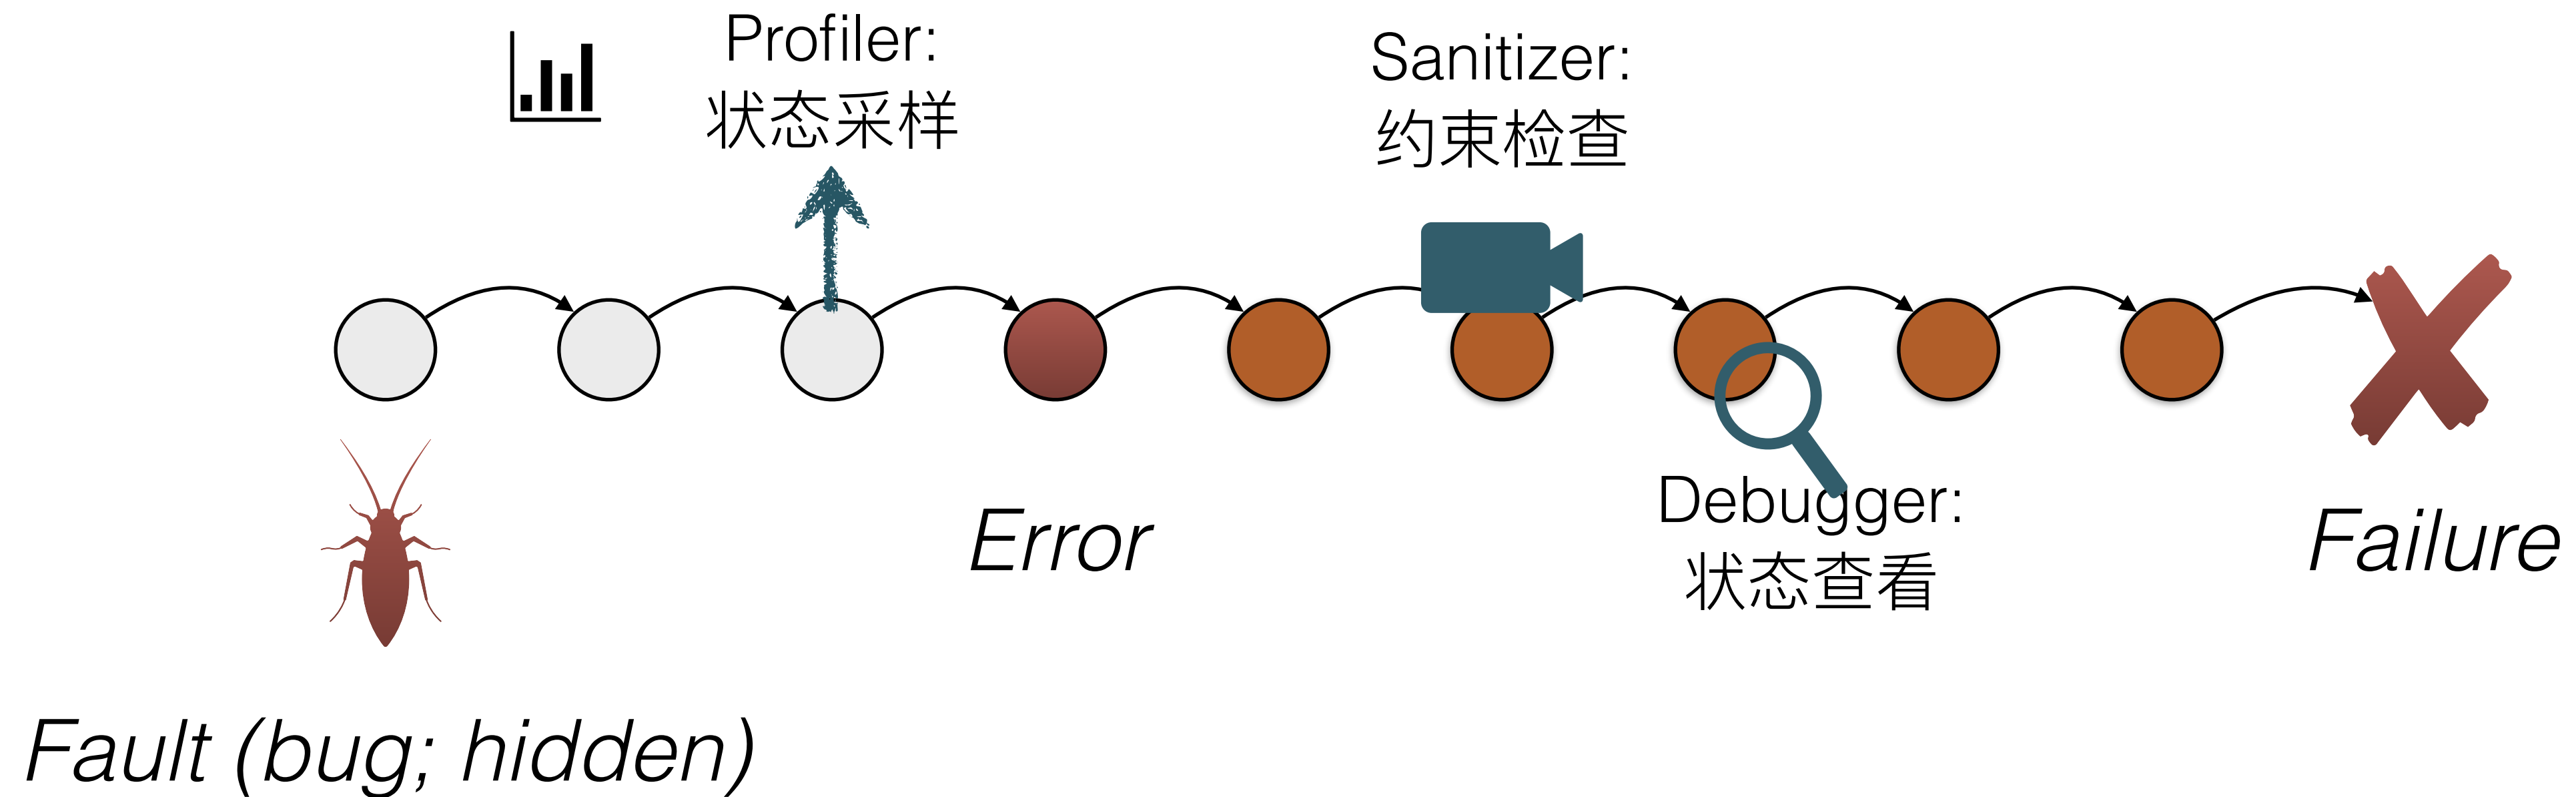 Profiler:
状态采样
Sanitizer:
约束检查
Error
Debugger:
状态查看
Failure
Fault (bug; hidden)